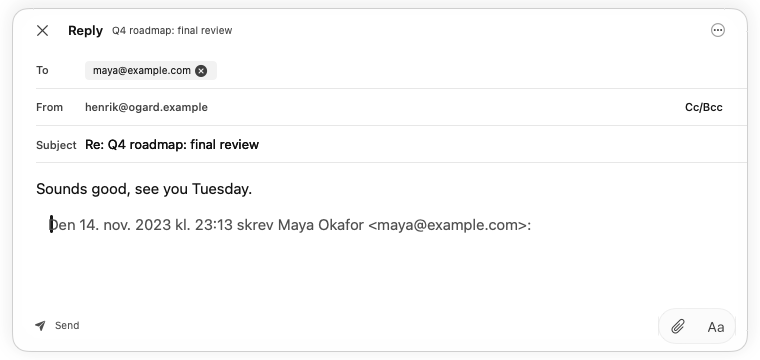 Reply Q4 roadmap: final review
To maya@example.com
From henrik@ogard.example Cc/Bcc
Subject Re: Q4 roadmap: final review
Sounds good, see you Tuesday.
Den 14. nov. 2023 kl. 23:13 skrev Maya Okafor <maya@example.com>:
Send Aa